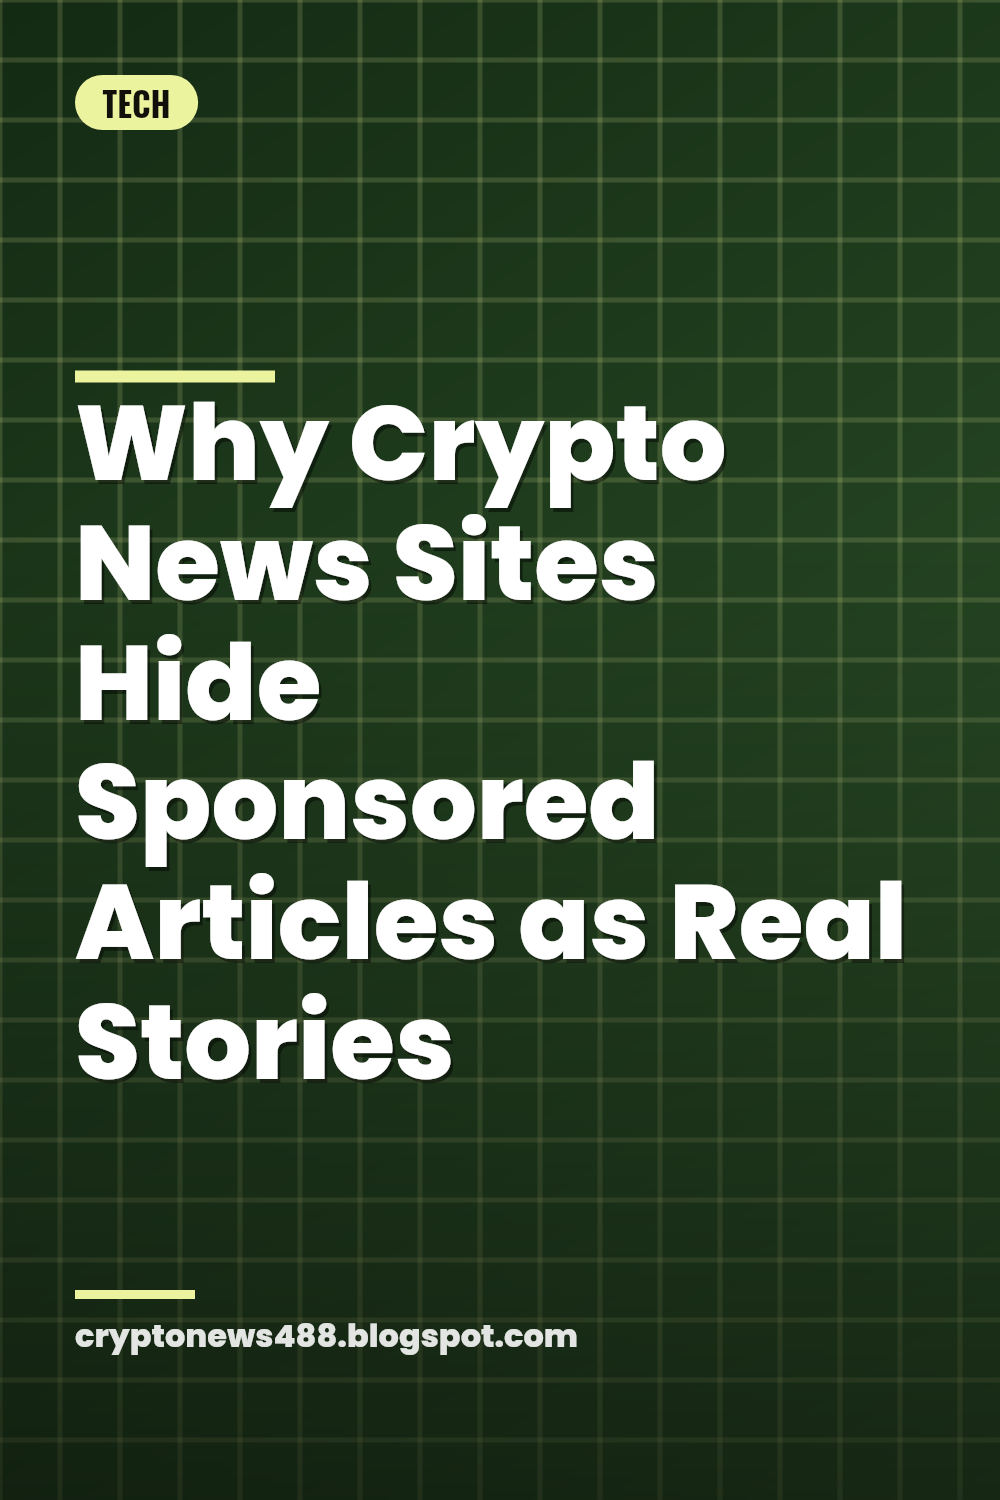 TECH
Why Crypto
News Sites
Hide
Sponsored
Articles as Real
Stories
cryptonews488.blogspot.com